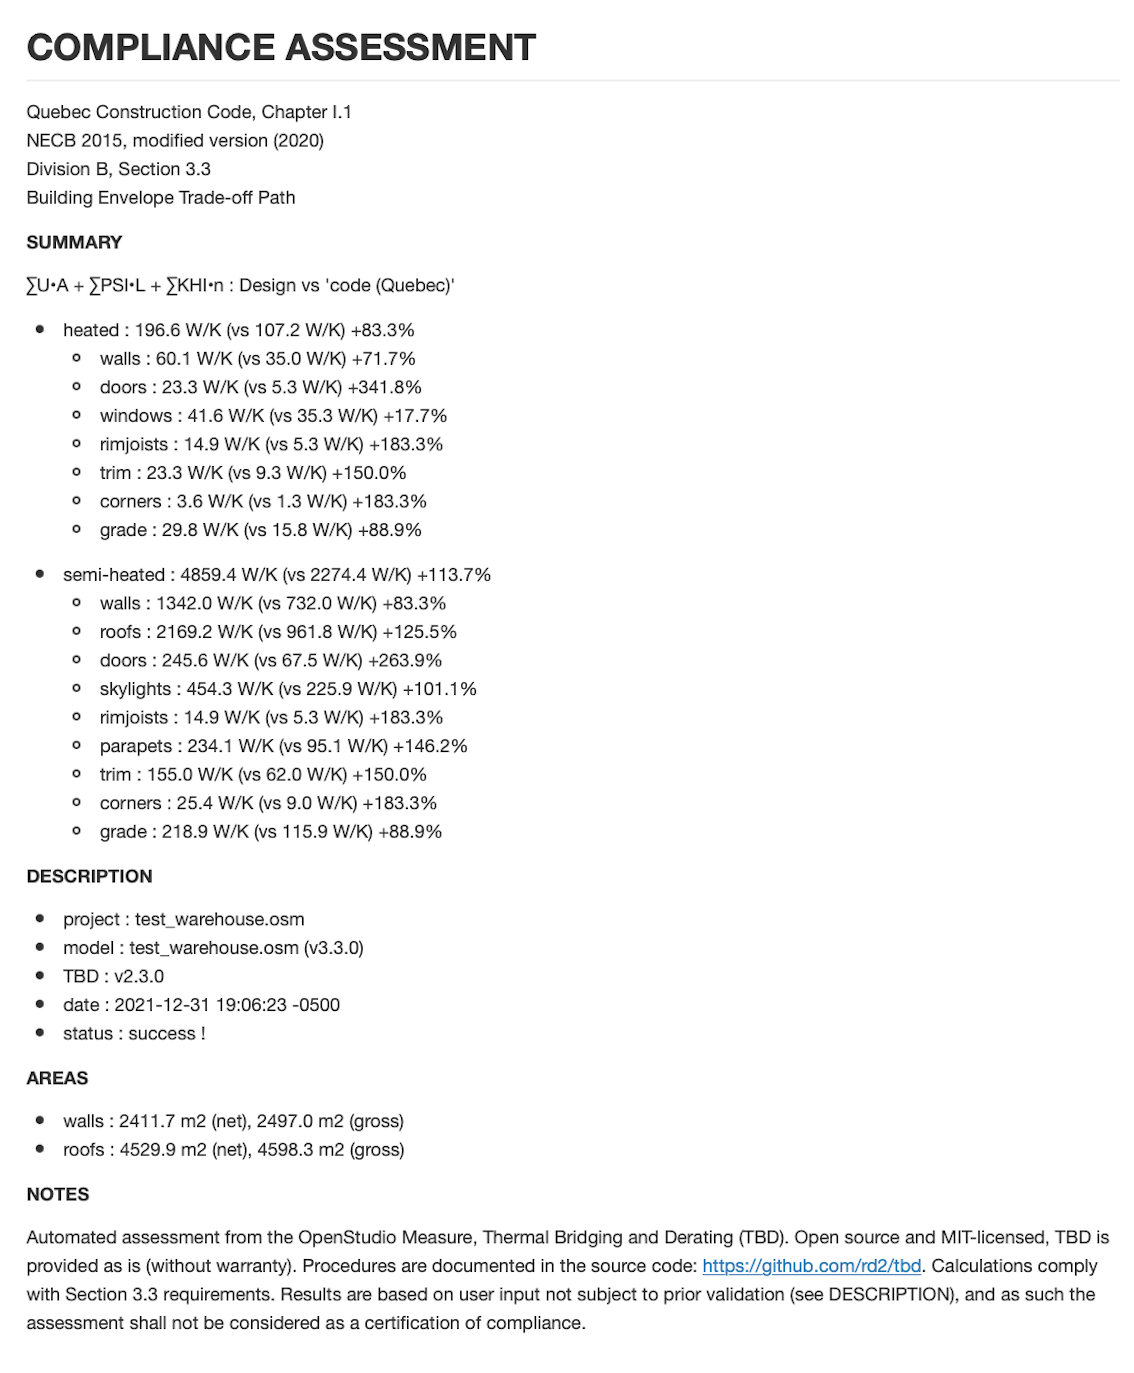 COMPLIANCE ASSESSMENT
Quebec Construction Code, Chapter I.1
NECB 2015, modified version (2020)
Division B, Section 3.3
Building Envelope Trade-off Path
SUMMARY
∑U•A + ∑PSI•L + ∑KHI•n : Design vs 'code (Quebec)'
• heated : 196.6 W/K (vs 107.2 W/K) +83.3%
◦ walls : 60.1 W/K (vs 35.0 W/K) +71.7%
◦ doors : 23.3 W/K (vs 5.3 W/K) +341.8%
◦ windows : 41.6 W/K (vs 35.3 W/K) +17.7%
◦ rimjoists : 14.9 W/K (vs 5.3 W/K) +183.3%
◦ trim : 23.3 W/K (vs 9.3 W/K) +150.0%
◦ corners : 3.6 W/K (vs 1.3 W/K) +183.3%
◦ grade : 29.8 W/K (vs 15.8 W/K) +88.9%
• semi-heated : 4859.4 W/K (vs 2274.4 W/K) +113.7%
◦ walls : 1342.0 W/K (vs 732.0 W/K) +83.3%
◦ roofs : 2169.2 W/K (vs 961.8 W/K) +125.5%
◦ doors : 245.6 W/K (vs 67.5 W/K) +263.9%
◦ skylights : 454.3 W/K (vs 225.9 W/K) +101.1%
◦ rimjoists : 14.9 W/K (vs 5.3 W/K) +183.3%
◦ parapets : 234.1 W/K (vs 95.1 W/K) +146.2%
◦ trim : 155.0 W/K (vs 62.0 W/K) +150.0%
◦ corners : 25.4 W/K (vs 9.0 W/K) +183.3%
◦ grade : 218.9 W/K (vs 115.9 W/K) +88.9%
DESCRIPTION
• project : test_warehouse.osm
• model : test_warehouse.osm (v3.3.0)
• TBD : v2.3.0
• date : 2021-12-31 19:06:23 -0500
• status : success !
AREAS
• walls : 2411.7 m2 (net), 2497.0 m2 (gross)
• roofs : 4529.9 m2 (net), 4598.3 m2 (gross)
NOTES
Automated assessment from the OpenStudio Measure, Thermal Bridging and Derating (TBD). Open source and MIT-licensed, TBD is
provided as is (without warranty). Procedures are documented in the source code: https://github.com/rd2/tbd. Calculations comply
with Section 3.3 requirements. Results are based on user input not subject to prior validation (see DESCRIPTION), and as such the
assessment shall not be considered as a certification of compliance.